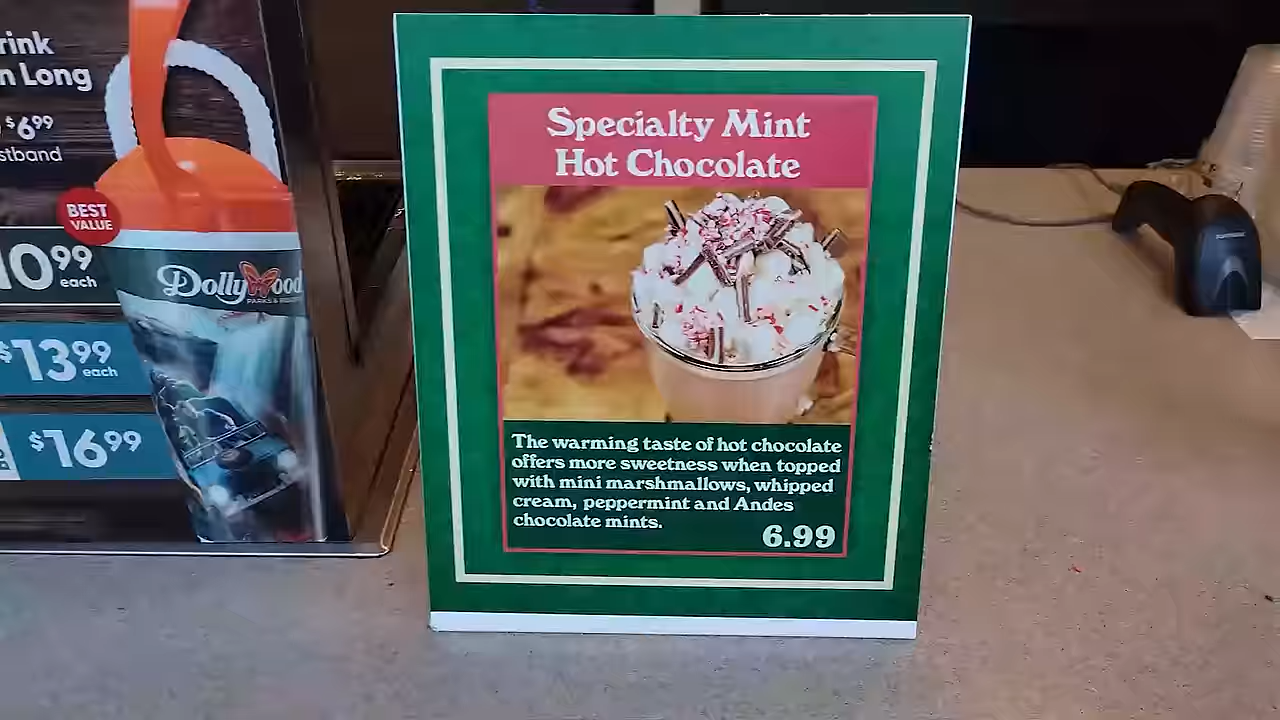 rink
n Long
$6.99
stband
BEST
VALUE
10.99
each
Dollywood
PARKS & RESORTS
$13.99
each
$16.99
Specialty Mint
Hot Chocolate
The warming taste of hot chocolate
offers more sweetness when topped
with mini marshmallows, whipped
cream, peppermint and Andes
chocolate mints.
6.99